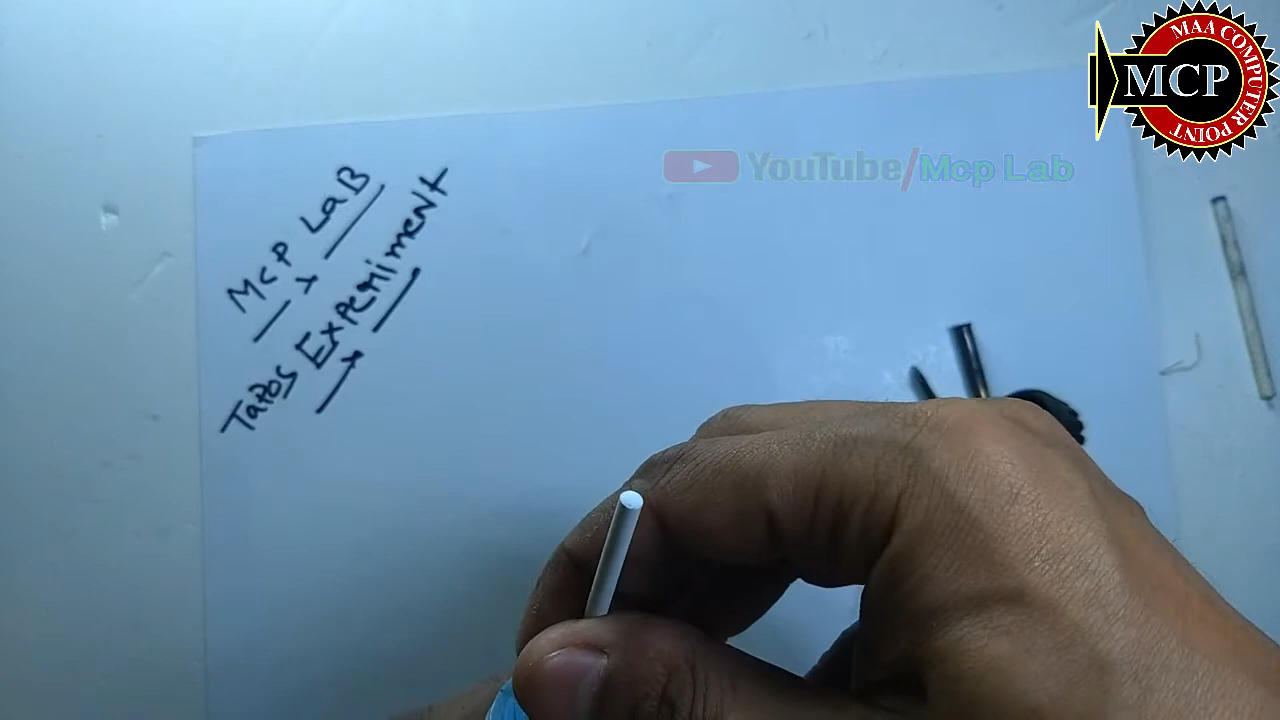 MCP LaB
Tapos Experiment
YouTube/Mcp Lab
MAA COMPUTER POINT
MCP